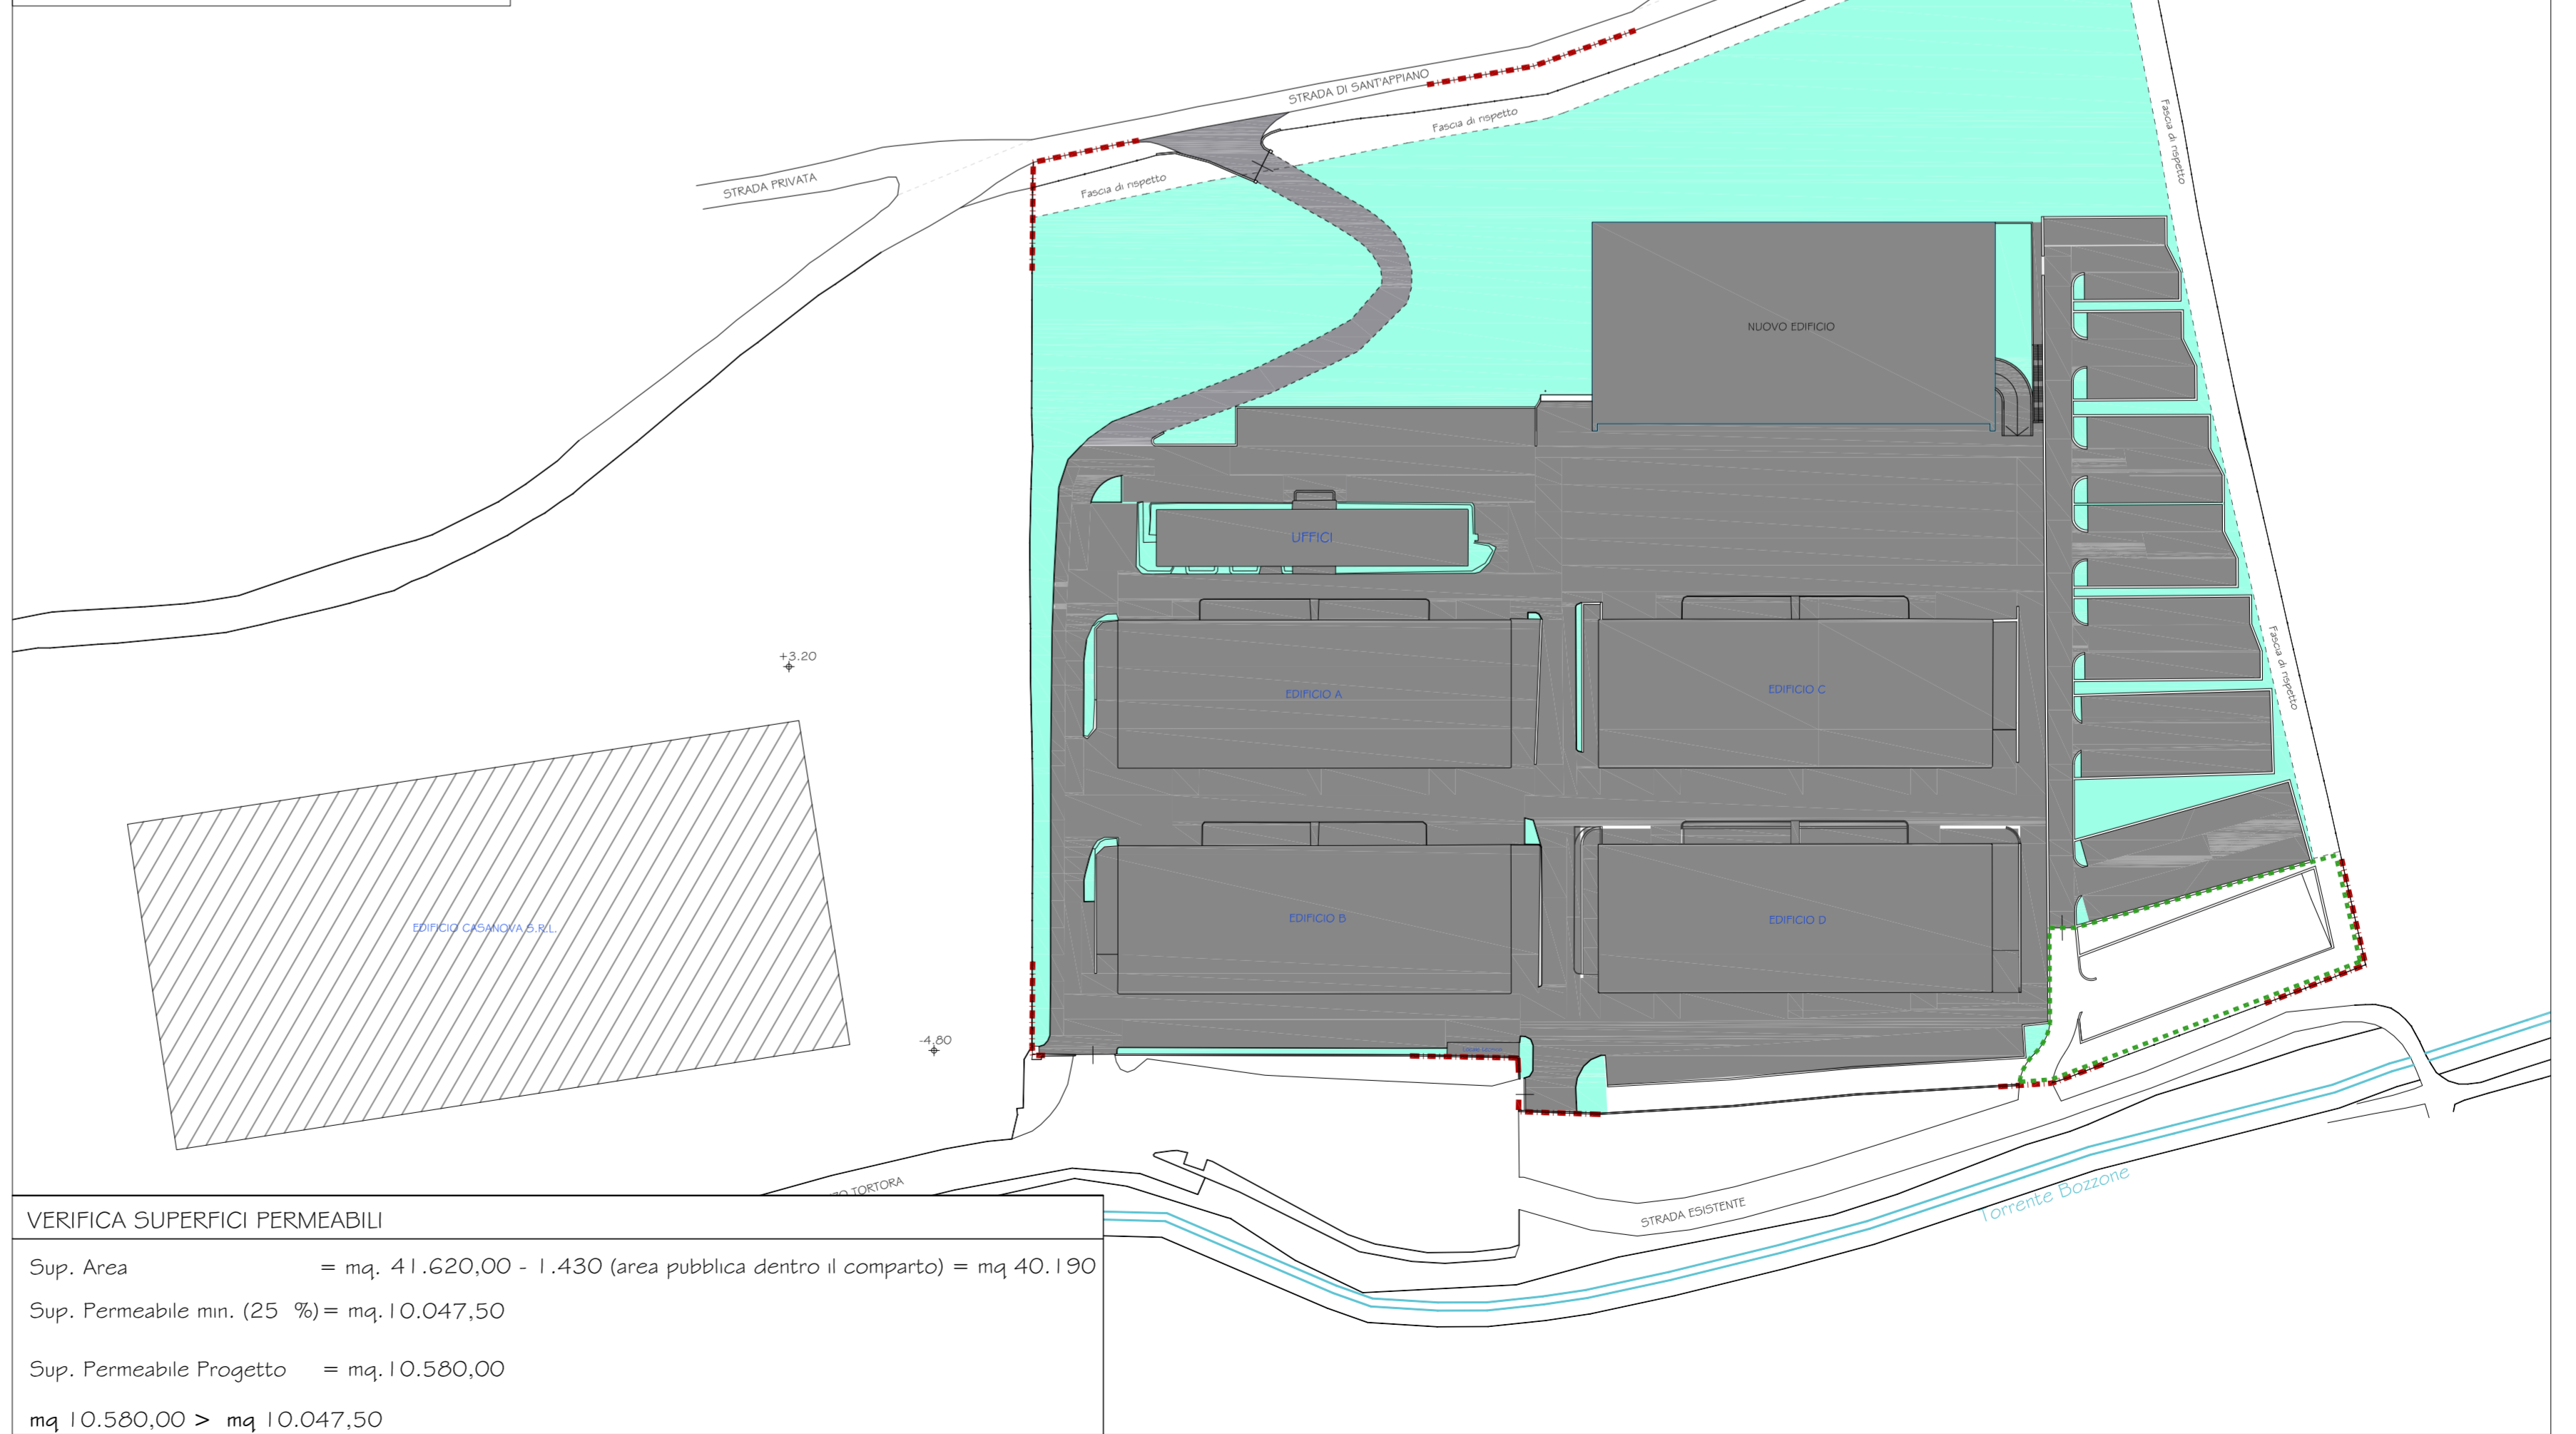 STRADA DI SANT'APPIANO
Fascia di rispetto
Fascia di rispetto
STRADA PRIVATA
Fascia di rispetto
NUOVO EDIFICIO
UFFICI
Fascia di rispetto
+3.20
EDIFICIO A
EDIFICIO C
EDIFICIO CASANOVA S.R.L.
EDIFICIO B
EDIFICIO D
-4.80
TORTORA
STRADA ESISTENTE
Torrente Bozzone
VERIFICA SUPERFICI PERMEABILI
Sup. Area = mq. 41.620,00 - 1.430 (area pubblica dentro il comparto) = mq 40.190
Sup. Permeabile min. (25 %) = mq.10.047,50
Sup. Permeabile Progetto = mq.10.580,00
mq 10.580,00 > mq 10.047,50